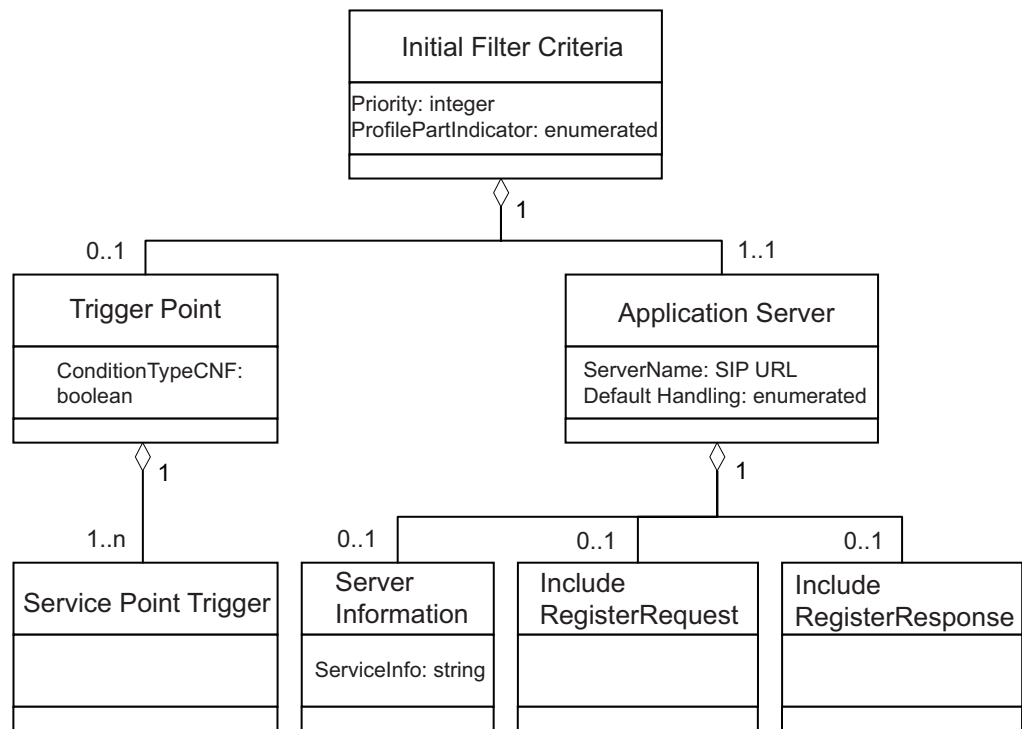 Initial Filter Criteria
Priority: integer
ProfilePartIndicator: enumerated
1
0..1
1..1
Trigger Point
ConditionTypeCNF:
boolean
Application Server
ServerName: SIP URL
Default Handling: enumerated
1
1
1..n
0..1
0..1
0..1
Service Point Trigger
Server
Information
ServiceInfo: string
Include
RegisterRequest
Include
RegisterResponse